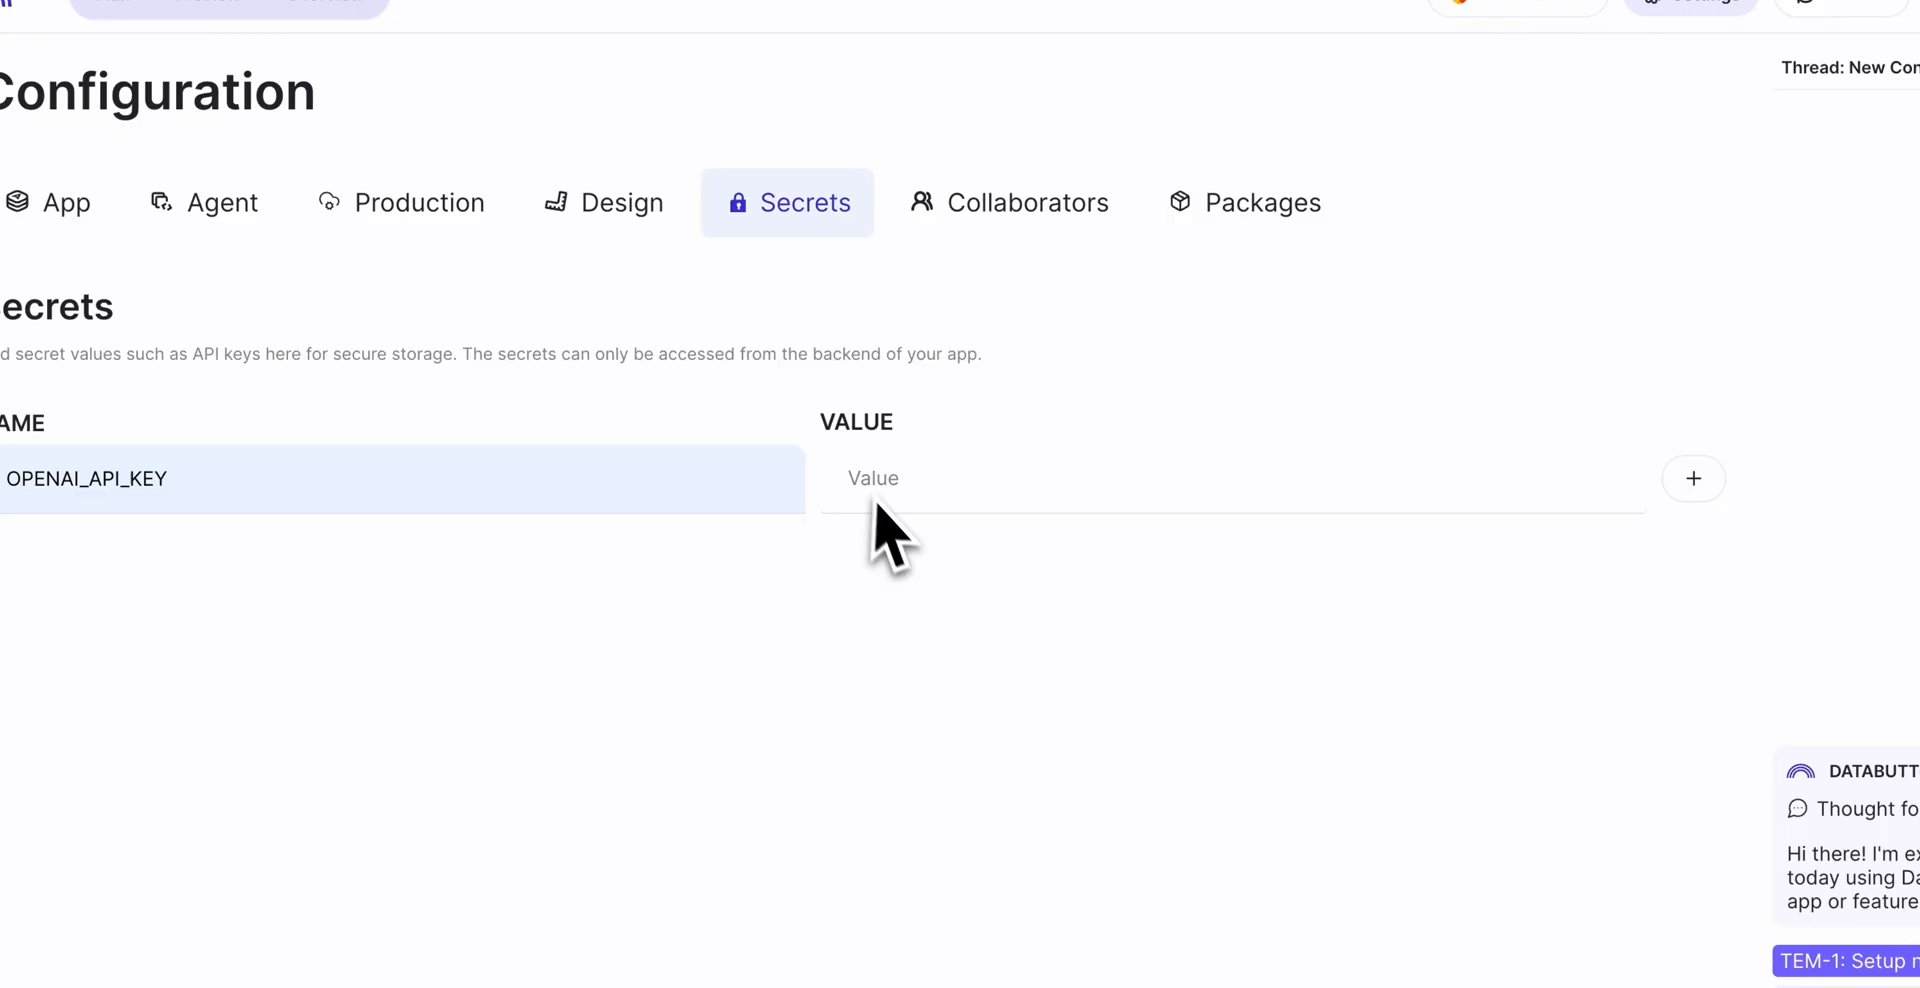 Thread: New Con
Configuration
App Agent Production Design Secrets Collaborators Packages
ecrets
d secret values such as API keys here for secure storage. The secrets can only be accessed from the backend of your app.
AME VALUE
OPENAI_API_KEY Value
DATABUTT
Thought fo
Hi there! I'm ex
today using Da
app or feature
TEM-1: Setup n